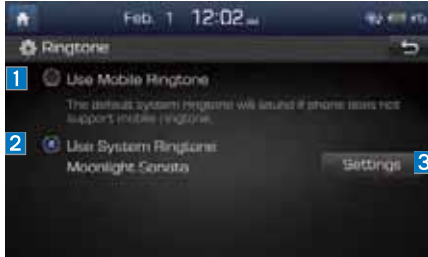 Feb. 1 12:02
Ringtone
1 Use Mobile Ringtone
The default system ringtone will sound if phone does not
support mobile ringtone.
2 Use System Ringtone
Moonlight Sonata
Settings 3